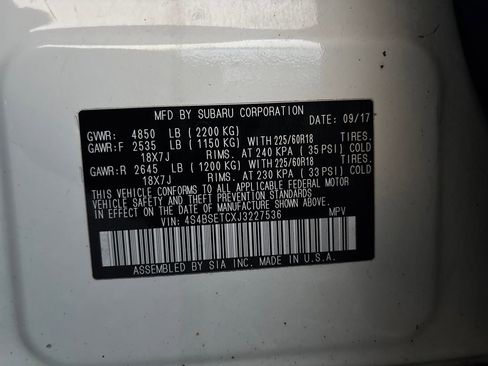 MFD BY SUBARU CORPORATION DATE: 09/17
GVWR: 4850 LB (2200 KG)
GAWR:F 2535 LB (1150 KG) WITH 225/60R18 TIRES.
18X7J RIMS. AT 240 KPA (35 PSI) COLD
GAWR:R 2645 LB (1200 KG) WITH 225/60R18 TIRES.
18X7J RIMS. AT 230 KPA (33 PSI) COLD
THIS VEHICLE CONFORMS TO ALL APPLICABLE FEDERAL MOTOR
VEHICLE SAFETY AND THEFT PREVENTION STANDARDS IN EFFECT
ON THE DATE OF MANUFACTURE SHOWN ABOVE.
VIN: 4S4BSETCXJ3227536 MPV
ASSEMBLED BY SIA INC. MADE IN U.S.A.